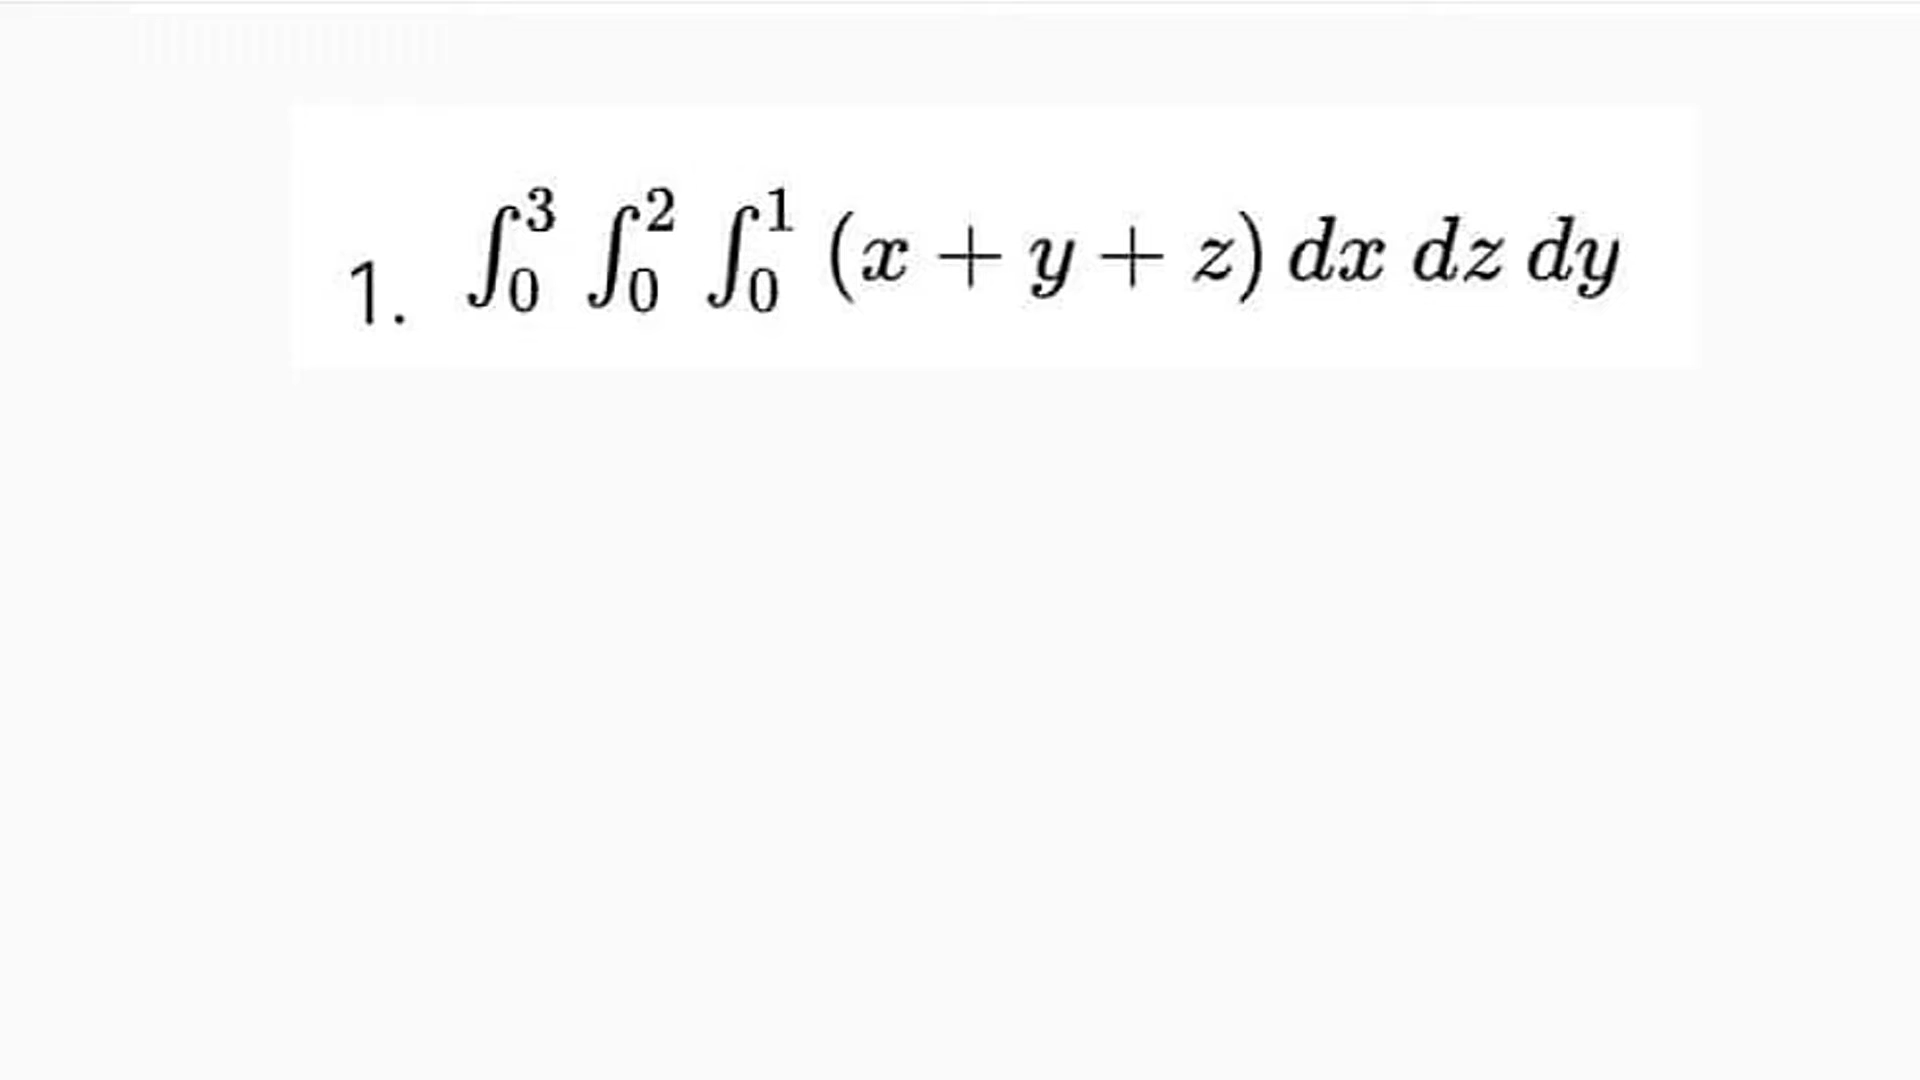 1. ∫₀³ ∫₀² ∫₀¹ (x + y + z) dx dz dy